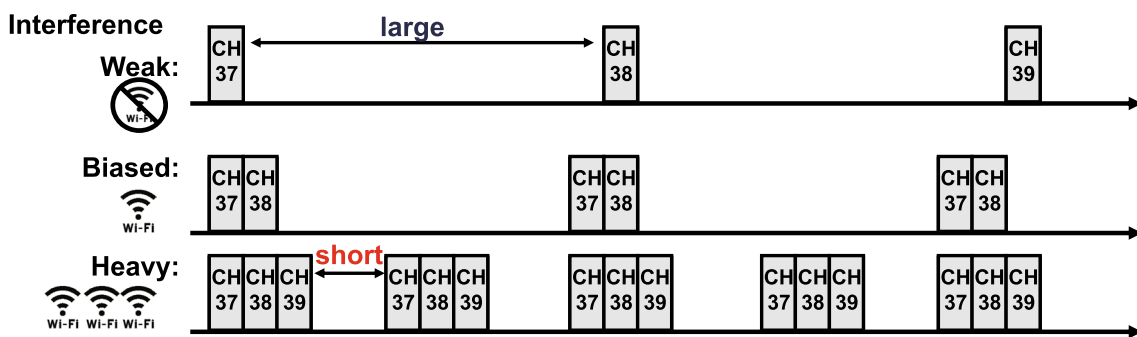 Interference
large
Weak:
CH
37
CH
38
CH
39
Wi-Fi
Biased:
CH CH
37 38
CH CH
37 38
CH CH
37 38
Wi-Fi
Heavy:
short
CH CH CH
37 38 39
CH CH CH
37 38 39
CH CH CH
37 38 39
CH CH CH
37 38 39
CH CH CH
37 38 39
Wi-Fi Wi-Fi Wi-Fi